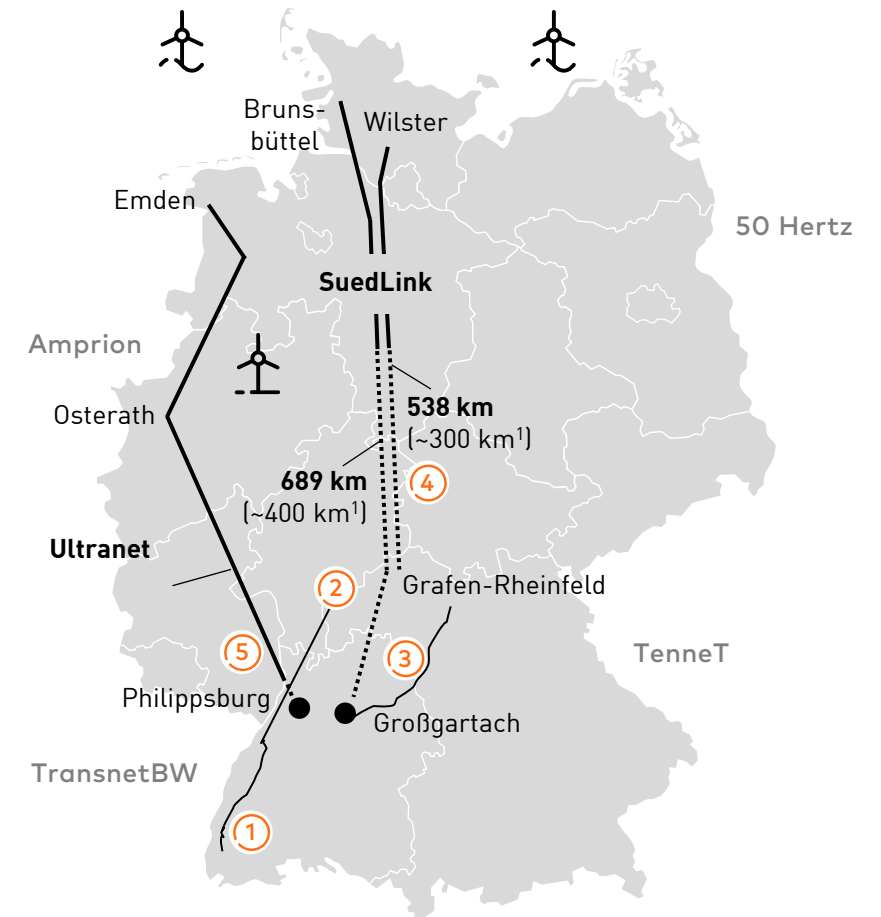 Bruns-
büttel
Wilster
Emden
50 Hertz
SuedLink
Amprion
Osterath
538 km
(~300 km¹)
689 km
(~400 km¹)
4
Ultranet
2
Grafen-Rheinfeld
5
3
TenneT
Philippsburg
Großgartach
TransnetBW
1